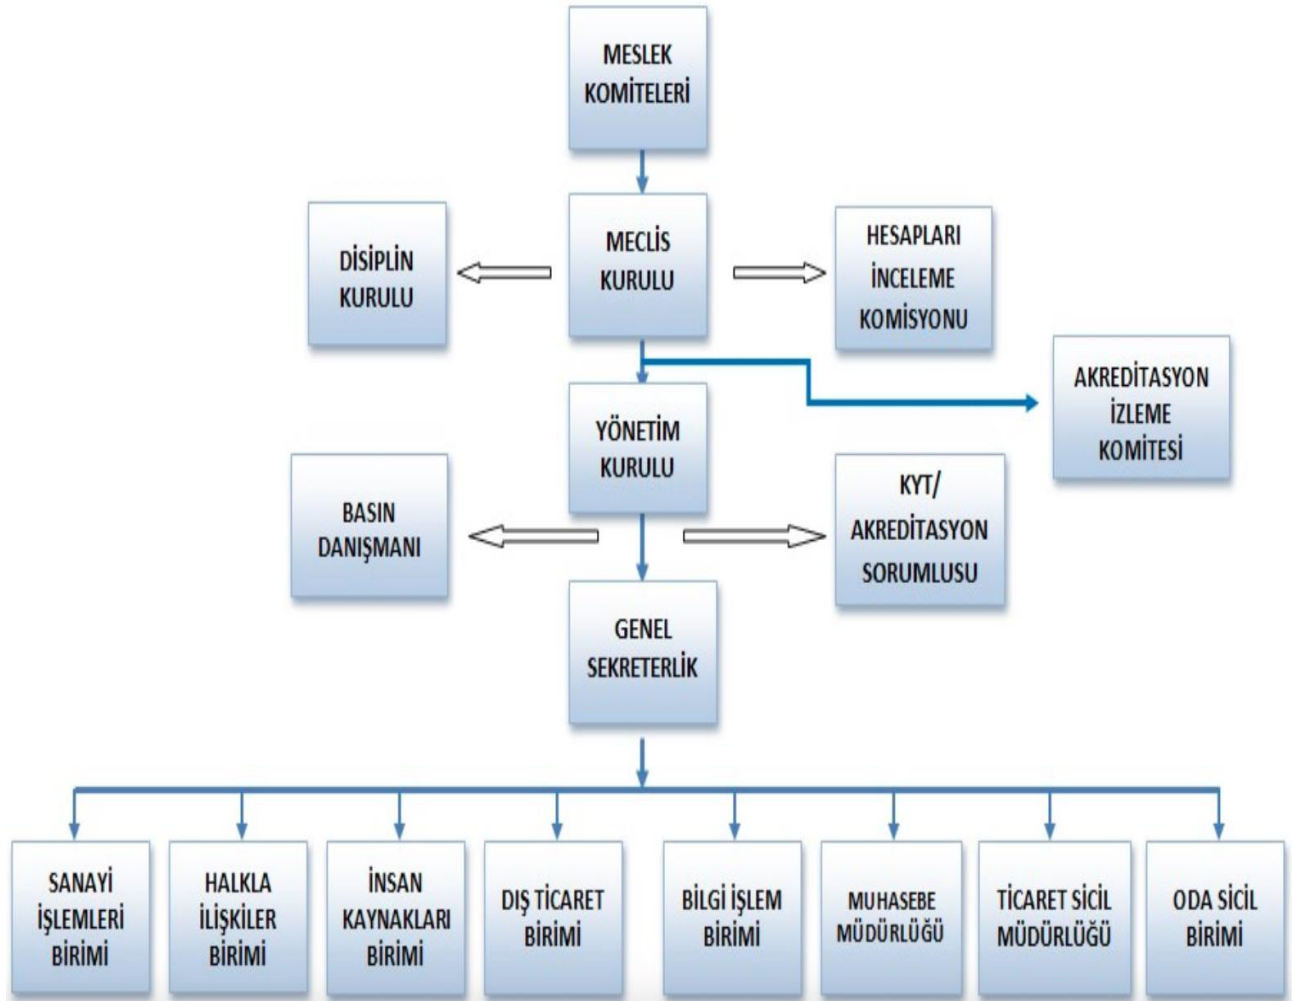 MESLEK
KOMİTELERİ
DİSİPLİN
KURULU
MECLİS
KURULU
HESAPLARI
İNCELEME
KOMİSYONU
AKREDİTASYON
İZLEME
KOMİTESİ
YÖNETİM
KURULU
BASIN
DANIŞMANI
KYT/
AKREDİTASYON
SORUMLUSU
GENEL
SEKRETERLİK
SANAYİ
İŞLEMLERİ
BİRİMİ
HALKLA
İLİŞKİLER
BİRİMİ
İNSAN
KAYNAKLARI
BİRİMİ
DIŞ TİCARET
BİRİMİ
BİLGİ İŞLEM
BİRİMİ
MUHASEBE
MÜDÜRLÜĞÜ
TİCARET SİCİL
MÜDÜRLÜĞÜ
ODA SİCİL
BİRİMİ